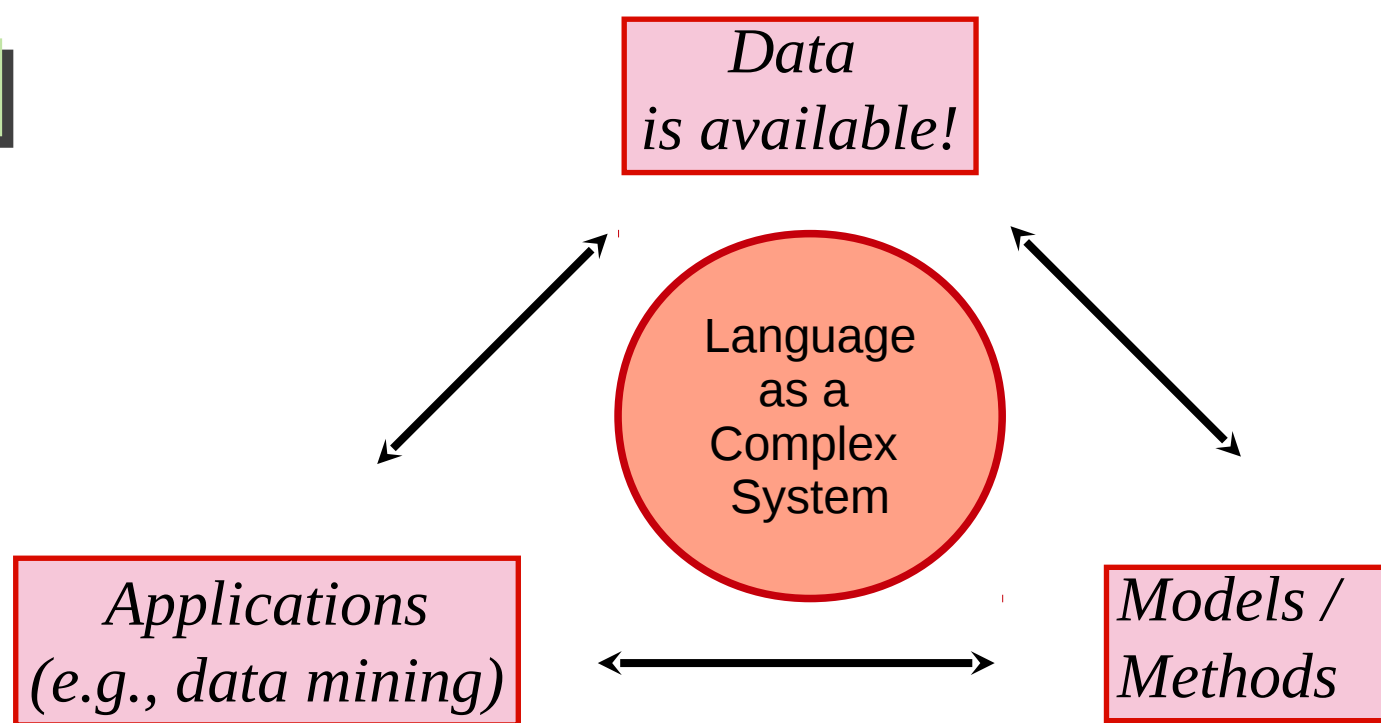 Data
is available!
Language
as a
Complex
System
Applications
(e.g., data mining)
Models /
Methods